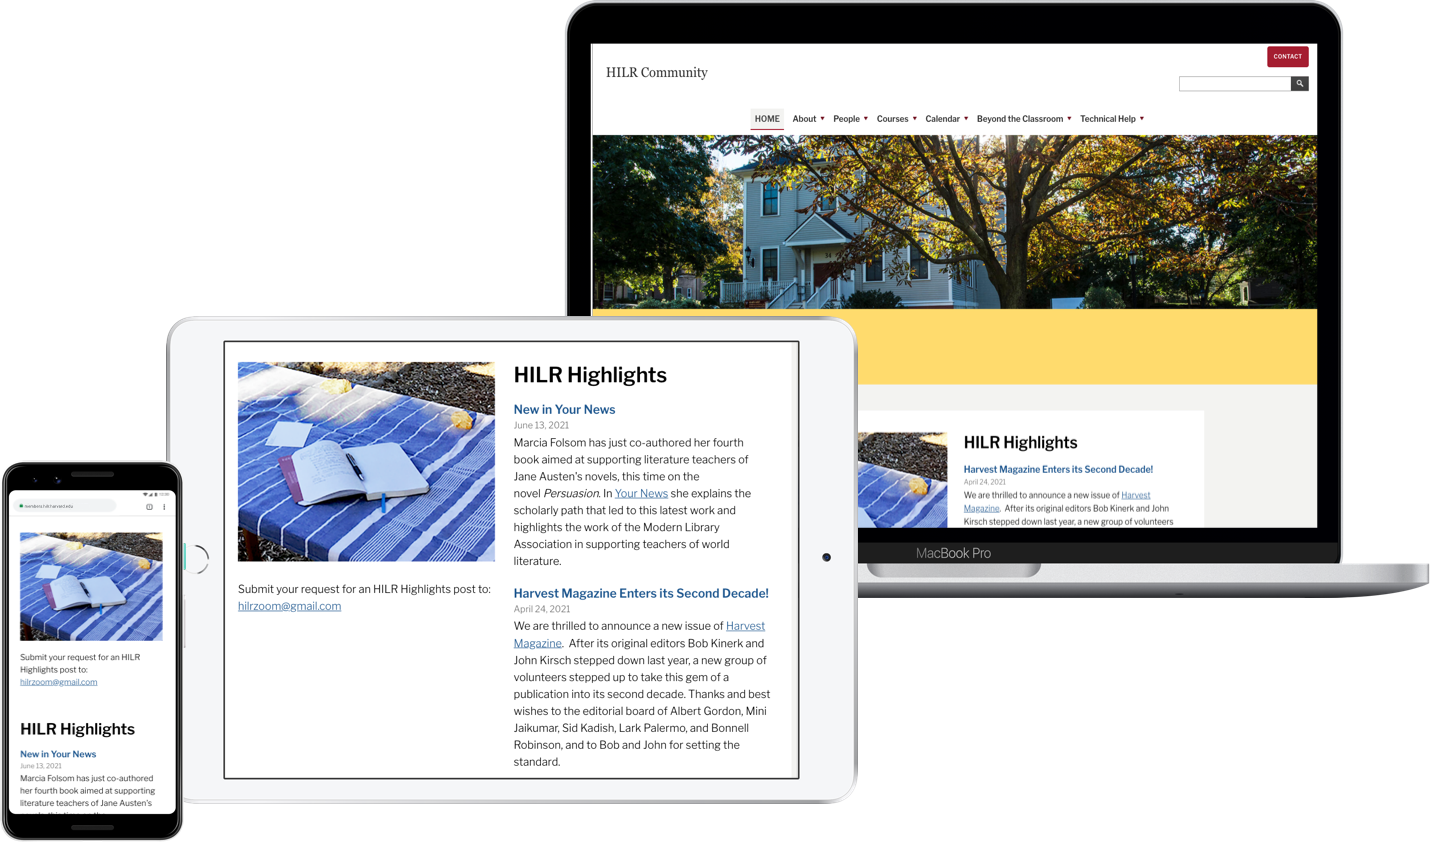 CONTACT
HILR Community
HOME About People Courses Calendar Beyond the Classroom Technical Help
HILR Highlights
Harvest Magazine Enters its Second Decade!
April 24, 2021
We are thrilled to announce a new issue of Harvest
Magazine. After its original editors Bob Kinerk and John
Kirsch stepped down last year, a new group of volunteers
MacBook Pro
HILR Highlights
New in Your News
June 13, 2021
Marcia Folsom has just co-authored her fourth
book aimed at supporting literature teachers of
Jane Austen's novels, this time on the
novel Persuasion. In Your News she explains the
scholarly path that led to this latest work and
highlights the work of the Modern Library
Association in supporting teachers of world
literature.
Submit your request for an HILR Highlights post to:
hilrzoom@gmail.com
Harvest Magazine Enters its Second Decade!
April 24, 2021
We are thrilled to announce a new issue of Harvest
Magazine. After its original editors Bob Kinerk and
John Kirsch stepped down last year, a new group of
volunteers stepped up to take this gem of a
publication into its second decade. Thanks and best
wishes to the editorial board of Albert Gordon, Mini
Jaikumar, Sid Kadish, Lark Palermo, and Bonnell
Robinson, and to Bob and John for setting the
standard.
Submit your request for an HILR
Highlights post to:
hilrzoom@gmail.com
HILR Highlights
New in Your News
June 13, 2021
Marcia Folsom has just co-authored
her fourth book aimed at supporting
literature teachers of Jane Austen's